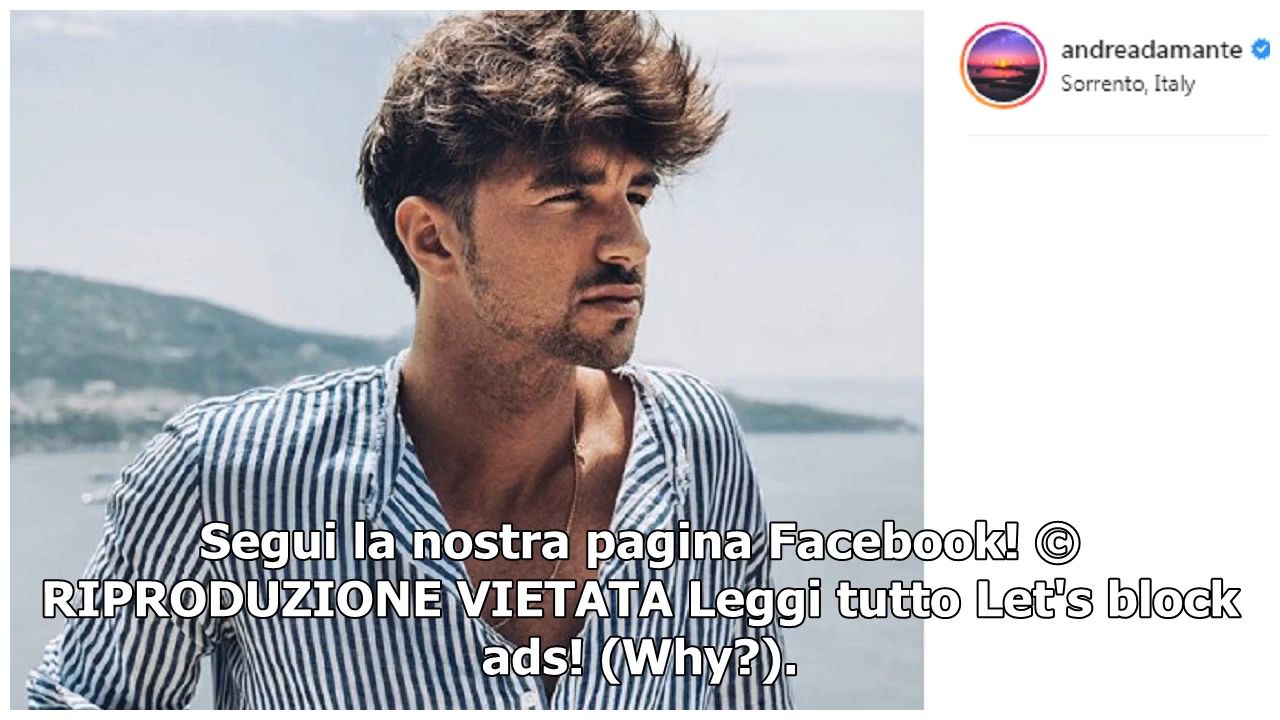 andreadamante
Sorrento, Italy
Segui la nostra pagina Facebook! ©
RIPRODUZIONE VIETATA Leggi tutto Let's block
ads! (Why?).